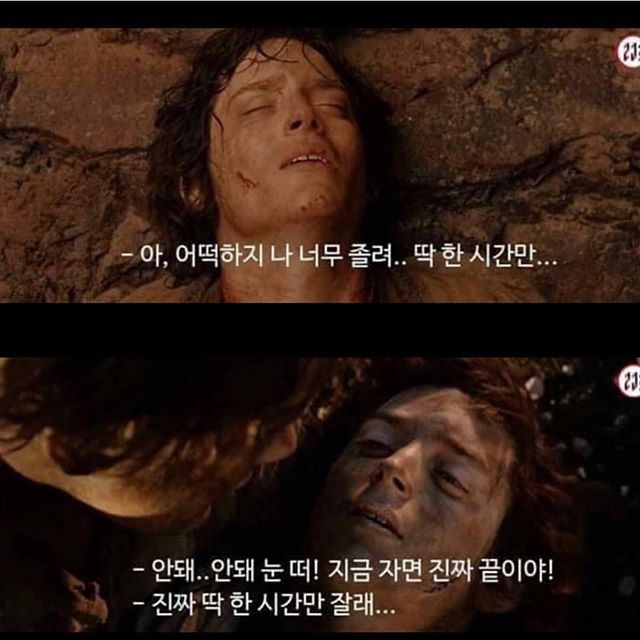 - 아, 어떡하지 나 너무 졸려.. 딱 한 시간만...
- 안돼..안돼 눈 떠! 지금 자면 진짜 끝이야!
- 진짜 딱 한 시간만 잘래...